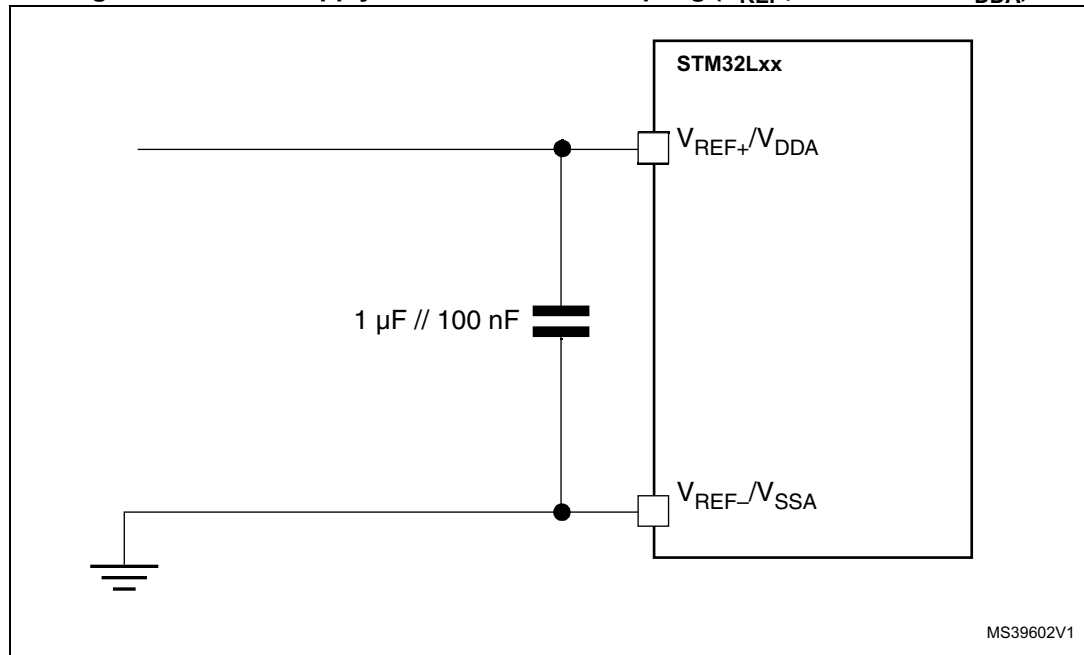 STM32Lxx
VREF+/VDDA
1 µF // 100 nF
VREF–/VSSA
MS39602V1